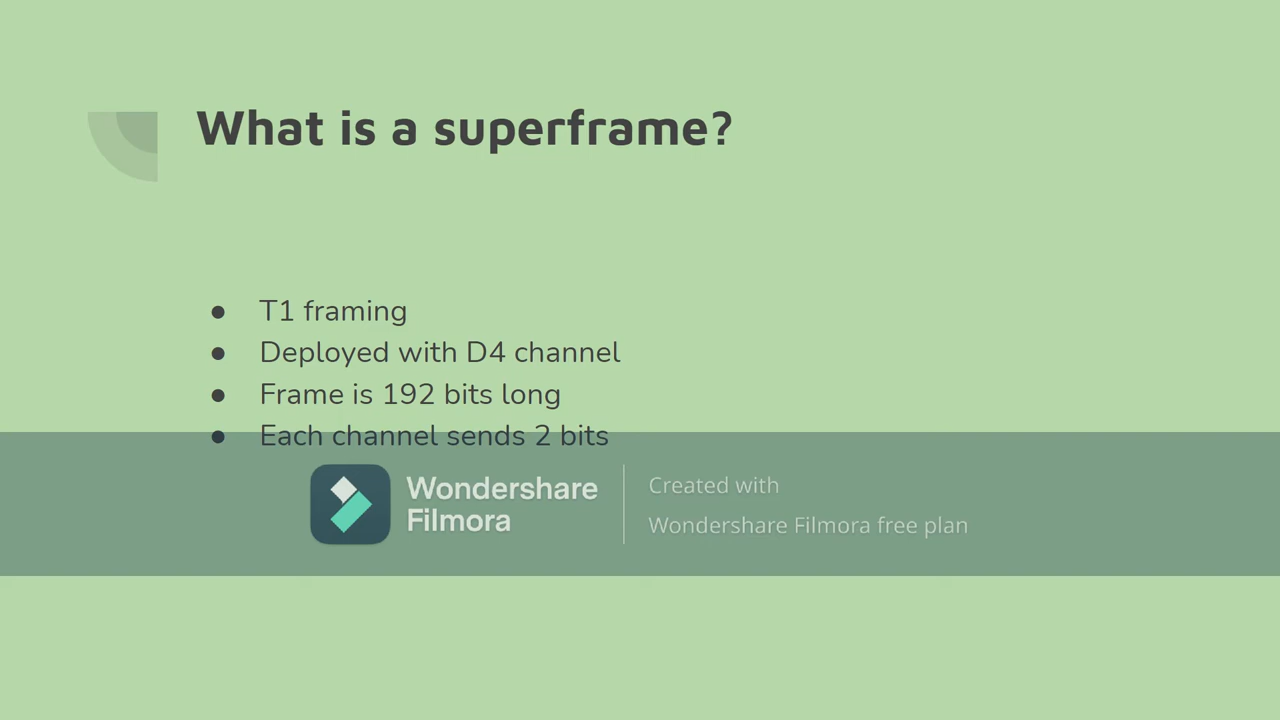 What is a superframe?
● T1 framing
● Deployed with D4 channel
● Frame is 192 bits long
● Each channel sends 2 bits
Wondershare
Filmora
Created with
Wondershare Filmora free plan